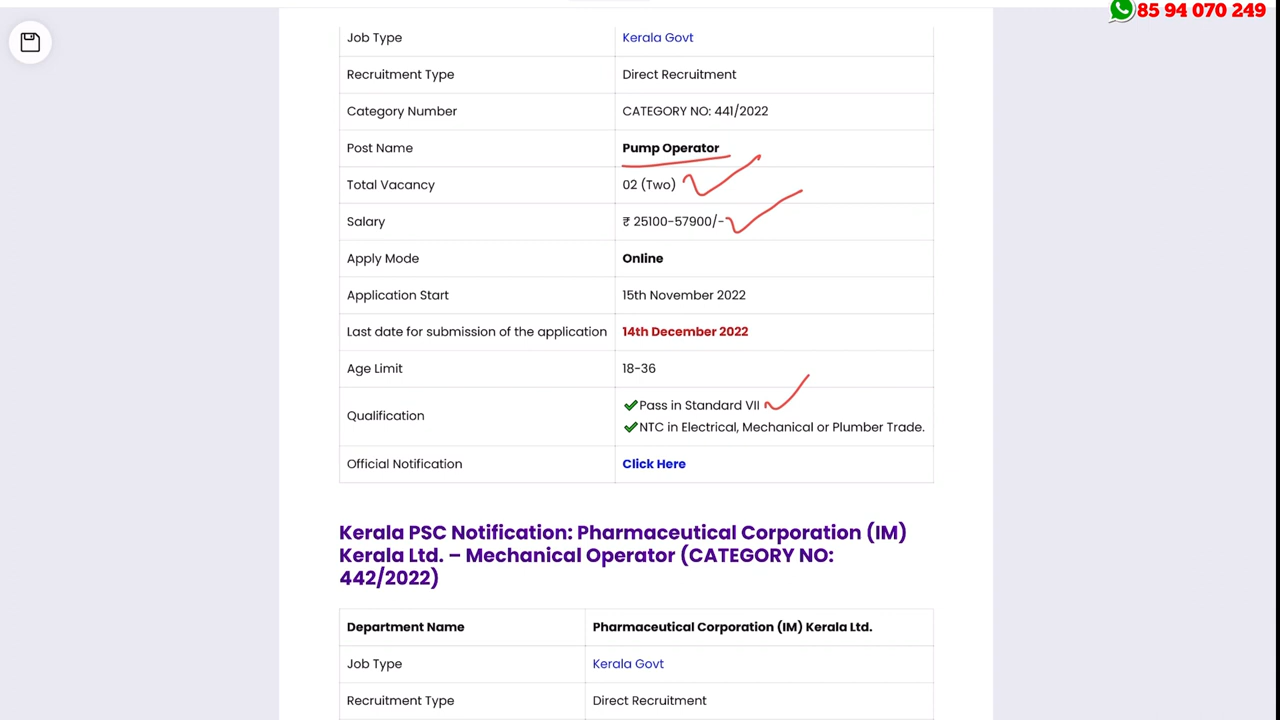 85 94 070 249
Job Type Kerala Govt
Recruitment Type Direct Recruitment
Category Number CATEGORY NO: 441/2022
Post Name Pump Operator
Total Vacancy 02 (Two)
Salary ₹ 25100-57900/-
Apply Mode Online
Application Start 15th November 2022
Last date for submission of the application 14th December 2022
Age Limit 18-36
Qualification ✔Pass in Standard VII
✔NTC in Electrical, Mechanical or Plumber Trade.
Official Notification Click Here
Kerala PSC Notification: Pharmaceutical Corporation (IM)
Kerala Ltd. – Mechanical Operator (CATEGORY NO:
442/2022)
Department Name Pharmaceutical Corporation (IM) Kerala Ltd.
Job Type Kerala Govt
Recruitment Type Direct Recruitment